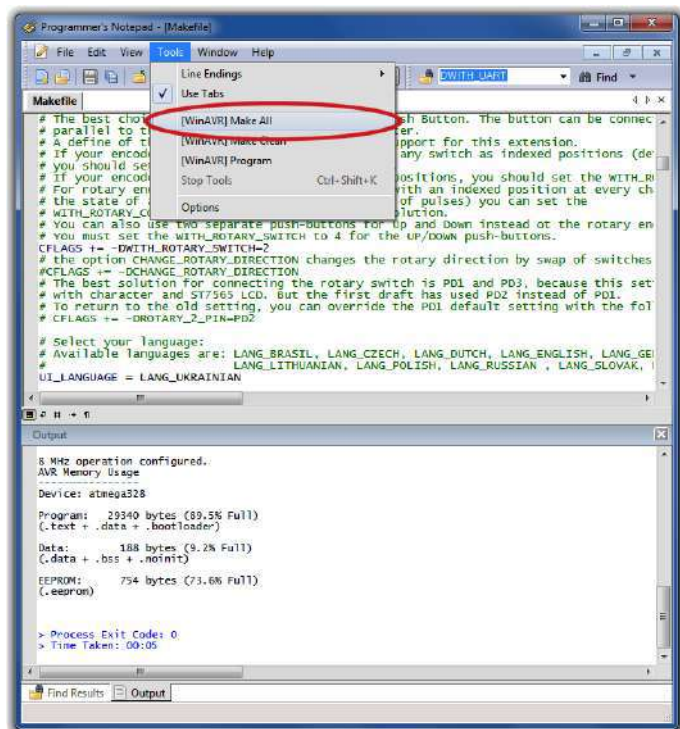 Programmer's Notepad - [Makefile]
File Edit View Tools Window Help
DWITH_UART Find
Line Endings
Use Tabs
[WinAVR] Make All
[WinAVR] Make Clean
[WinAVR] Program
Stop Tools Ctrl-Shift+K
Options
Makefile
# The best sh Button. The button can be connec
# parallel to th er.
# A define of t pport for this extension.
# If your encode any switch as indexed positions (de
# you should se
# If your encod ositions, you should set the WITH_R
# For rotary en ith an indexed position at every ch
# the state of a of pulses) you can set the
# WITH_ROTARY_ lution.
# You can also use two separate push-buttons for Up and Down instead of the rotary en
# You must set the WITH_ROTARY_SWITCH to 4 for the UP/DOWN push-buttons.
CFLAGS += -DWITH_ROTARY_SWITCH=2
# the option CHANGE_ROTARY_DIRECTION changes the rotary direction by swap of switches
#CFLAGS += -DCHANGE_ROTARY_DIRECTION
# The best solution for connecting the rotary switch is PD1 and PD3, because this set
# with character and ST7565 LCD. But the first draft has used PD2 instead of PD1.
# To return to the old setting, you can override the PD1 default setting with the fol
# CFLAGS += -DROTARY_2_PIN=PD2
# Select your language:
# Available languages are: LANG_BRASIL, LANG_CZECH, LANG_DUTCH, LANG_ENGLISH, LANG_GE
# LANG_LITHUANIAN, LANG_POLISH, LANG_RUSSIAN , LANG_SLOVAK,
UI_LANGUAGE = LANG_UKRAINIAN
Output
8 MHz operation configured.
AVR Memory Usage
----------------
Device: atmega328
Program: 29340 bytes (89.5% Full)
(.text + .data + .bootloader)
Data: 188 bytes (9.2% Full)
(.data + .bss + .noinit)
EEPROM: 754 bytes (73.6% Full)
(.eeprom)
> Process Exit Code: 0
> Time Taken: 00:05
Find Results Output